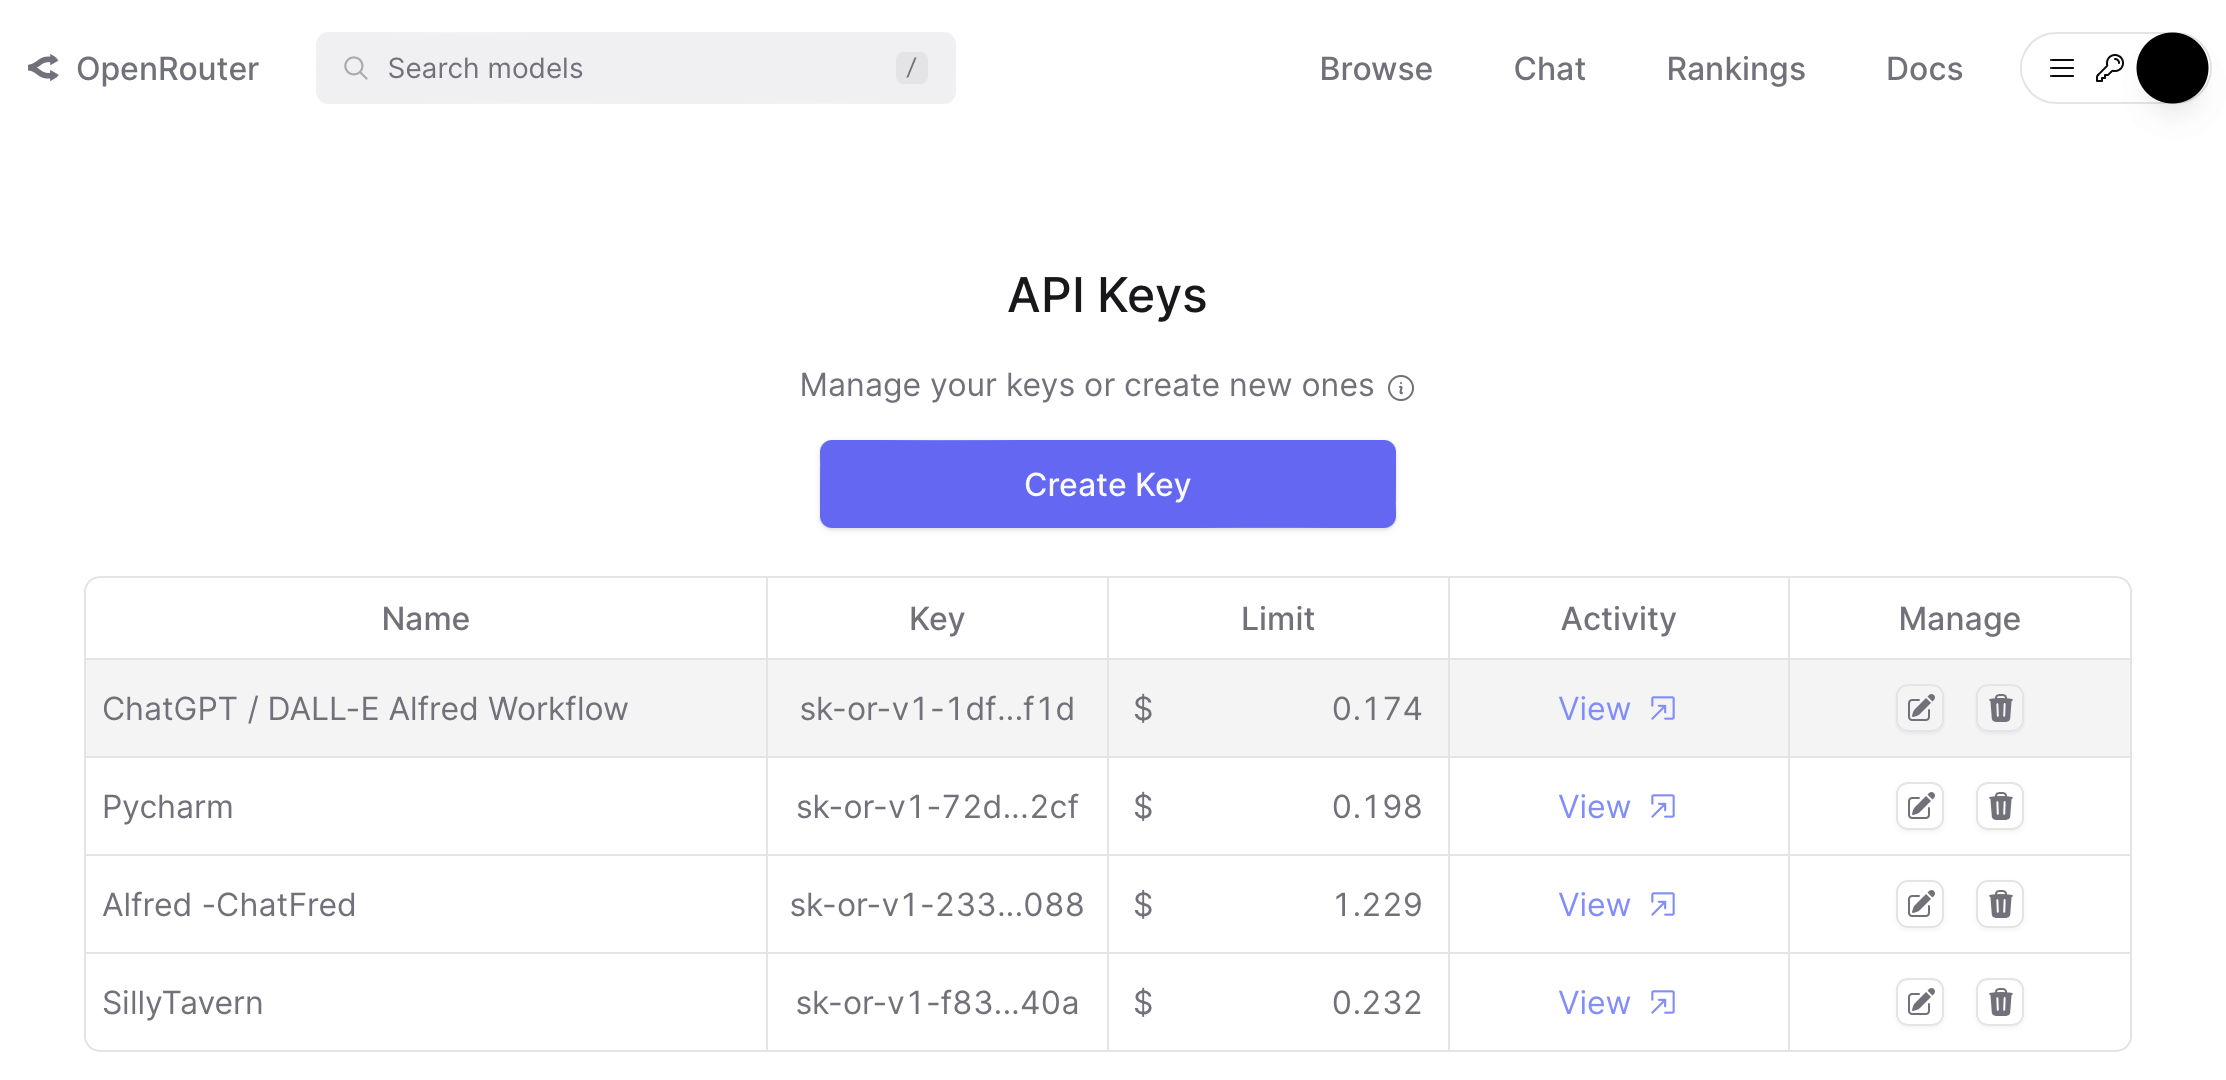 OpenRouter
Search models
/
Browse
Chat
Rankings
Docs
API Keys
Manage your keys or create new ones
Create Key
Name Key Limit Activity Manage
ChatGPT / DALL-E Alfred Workflow sk-or-v1-1df...f1d $ 0.174 View
Pycharm sk-or-v1-72d...2cf $ 0.198 View
Alfred -ChatFred sk-or-v1-233...088 $ 1.229 View
SillyTavern sk-or-v1-f83...40a $ 0.232 View